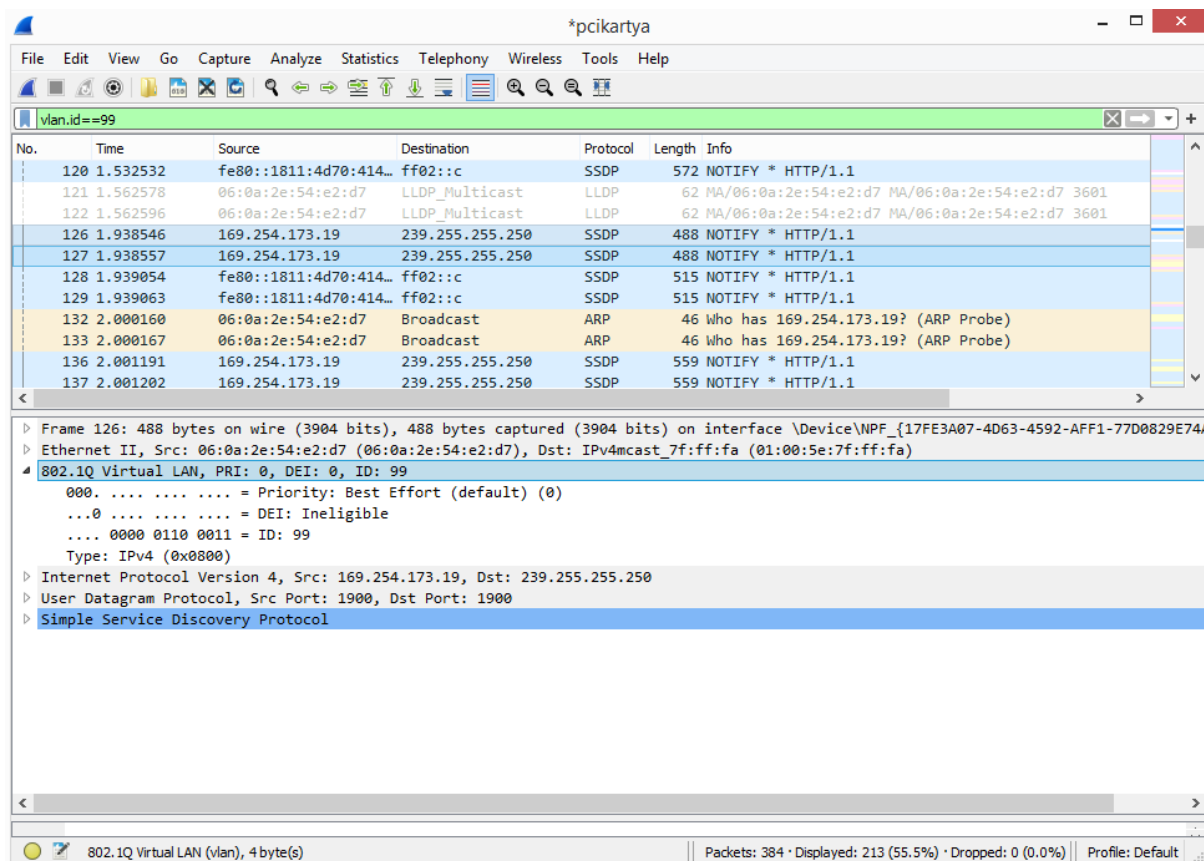 *pcikartya
File Edit View Go Capture Analyze Statistics Telephony Wireless Tools Help
vlan.id==99
No. Time Source Destination Protocol Length Info
120 1.532532 fe80::1811:4d70:414… ff02::c SSDP 572 NOTIFY * HTTP/1.1
121 1.562578 06:0a:2e:54:e2:d7 LLDP_Multicast LLDP 62 MA/06:0a:2e:54:e2:d7 MA/06:0a:2e:54:e2:d7 3601
122 1.562596 06:0a:2e:54:e2:d7 LLDP_Multicast LLDP 62 MA/06:0a:2e:54:e2:d7 MA/06:0a:2e:54:e2:d7 3601
126 1.938546 169.254.173.19 239.255.255.250 SSDP 488 NOTIFY * HTTP/1.1
127 1.938557 169.254.173.19 239.255.255.250 SSDP 488 NOTIFY * HTTP/1.1
128 1.939054 fe80::1811:4d70:414… ff02::c SSDP 515 NOTIFY * HTTP/1.1
129 1.939063 fe80::1811:4d70:414… ff02::c SSDP 515 NOTIFY * HTTP/1.1
132 2.000160 06:0a:2e:54:e2:d7 Broadcast ARP 46 Who has 169.254.173.19? (ARP Probe)
133 2.000167 06:0a:2e:54:e2:d7 Broadcast ARP 46 Who has 169.254.173.19? (ARP Probe)
136 2.001191 169.254.173.19 239.255.255.250 SSDP 559 NOTIFY * HTTP/1.1
137 2.001202 169.254.173.19 239.255.255.250 SSDP 559 NOTIFY * HTTP/1.1
Frame 126: 488 bytes on wire (3904 bits), 488 bytes captured (3904 bits) on interface \Device\NPF_{17FE3A07-4D63-4592-AFF1-77D0829E74A
Ethernet II, Src: 06:0a:2e:54:e2:d7 (06:0a:2e:54:e2:d7), Dst: IPv4mcast_7f:ff:fa (01:00:5e:7f:ff:fa)
802.1Q Virtual LAN, PRI: 0, DEI: 0, ID: 99
000. .... .... .... = Priority: Best Effort (default) (0)
...0 .... .... .... = DEI: Ineligible
.... 0000 0110 0011 = ID: 99
Type: IPv4 (0x0800)
Internet Protocol Version 4, Src: 169.254.173.19, Dst: 239.255.255.250
User Datagram Protocol, Src Port: 1900, Dst Port: 1900
Simple Service Discovery Protocol
802.1Q Virtual LAN (vlan), 4 byte(s) Packets: 384 · Displayed: 213 (55.5%) · Dropped: 0 (0.0%) Profile: Default